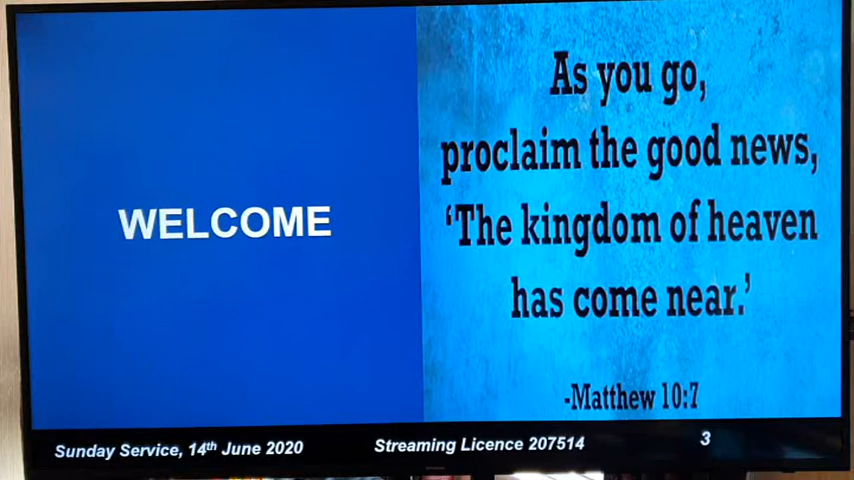 WELCOME
As you go,
proclaim the good news,
‘The kingdom of heaven
has come near.’
-Matthew 10:7
Sunday Service, 14th June 2020
Streaming Licence 207514
3